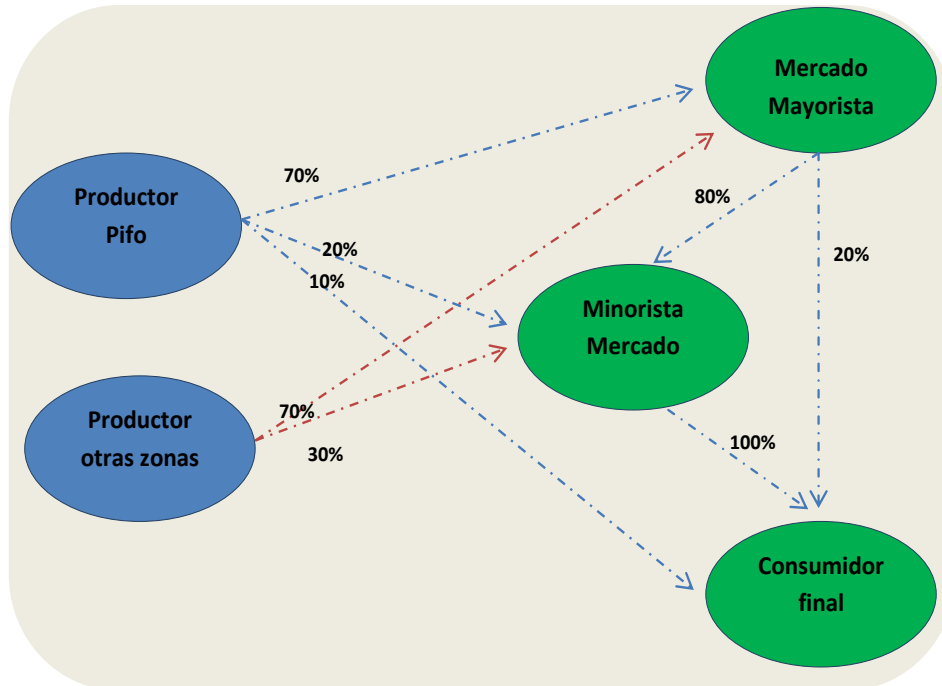 Mercado
Mayorista
70%
Productor
Pifo
80%
20%
20%
10%
Minorista
Mercado
70%
Productor
otras zonas
30%
100%
Consumidor
final